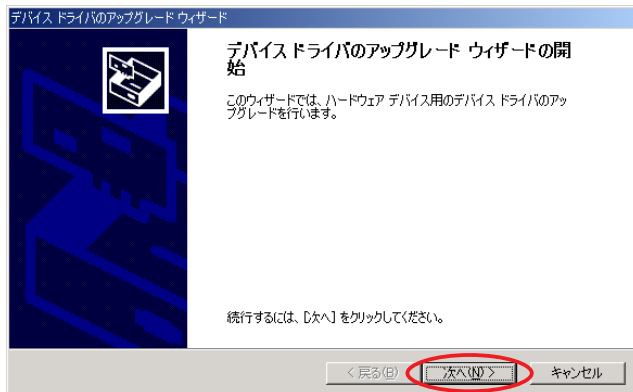 デバイス ドライバのアップグレード ウィザード
デバイス ドライバのアップグレード ウィザードの開
始
このウィザードでは、ハードウェア デバイス用のデバイス ドライバのアッ
プグレードを行います。
続行するには、[次へ] をクリックしてください。
< 戻る(B)
次へ(N) >
キャンセル